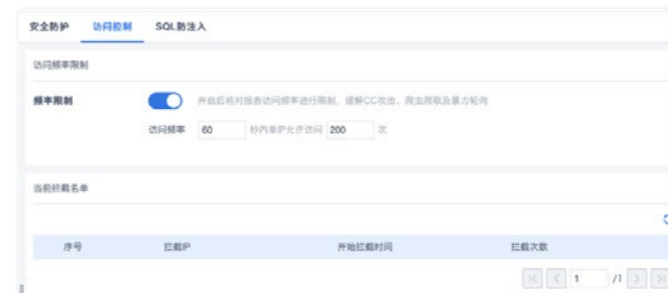 安全防护 访问控制 SQL防注入
访问频率限制
频率限制 开启后将对报表访问频率进行限制，缓解CC攻击、爬虫爬取及暴力轮询
访问频率 60 秒内单IP允许访问 200 次
当前拦截名单
序号 拦截IP 开始拦截时间 拦截次数
1 /1